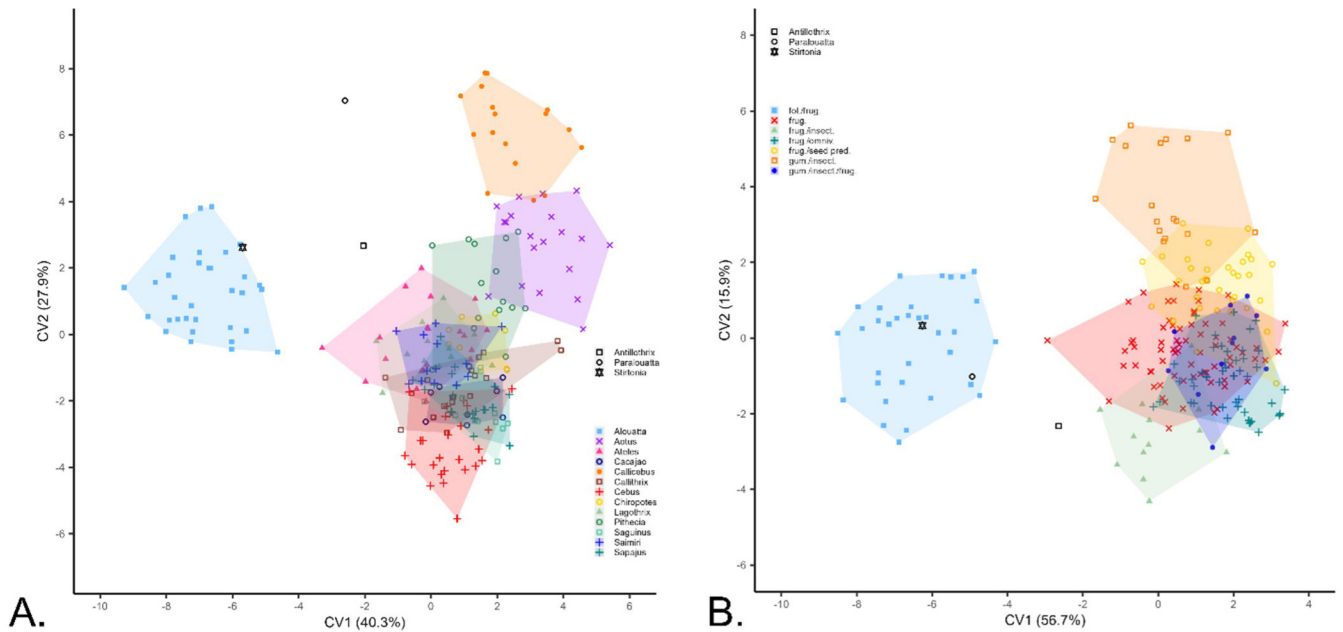 CV2 (27.9%)
8
6
4
2
0
-2
-4
-6
-10
-8
-6
-4
-2
0
2
4
6
CV1 (40.3%)
Antillothrix
Paralouatta
Stirtonia
Alouatta
Aotus
Ateles
Cacajao
Callicebus
Callithrix
Cebus
Chiropotes
Lagothrix
Pithecia
Saguinus
Saimiri
Sapajus
A.
CV2 (15.9%)
8
6
4
2
0
-2
-4
-6
-10
-8
-6
-4
-2
0
2
4
CV1 (56.7%)
Antillothrix
Paralouatta
Stirtonia
fol./frug
frug.
frug./insect.
frug./omniv.
frug./seed pred.
gum./insect.
gum./insect./frug.
B.